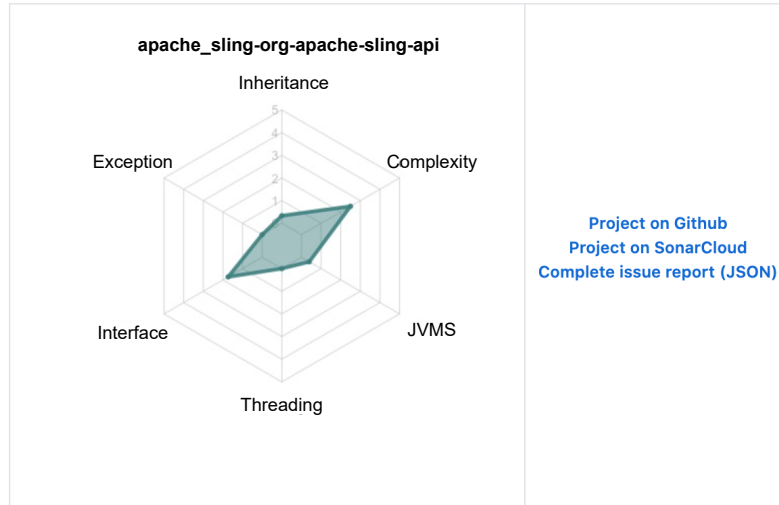 apache_sling-org-apache-sling-api
Inheritance
5
4
3
2
1
0
Exception
Complexity
Interface
JVMS
Threading
Project on Github
Project on SonarCloud
Complete issue report (JSON)